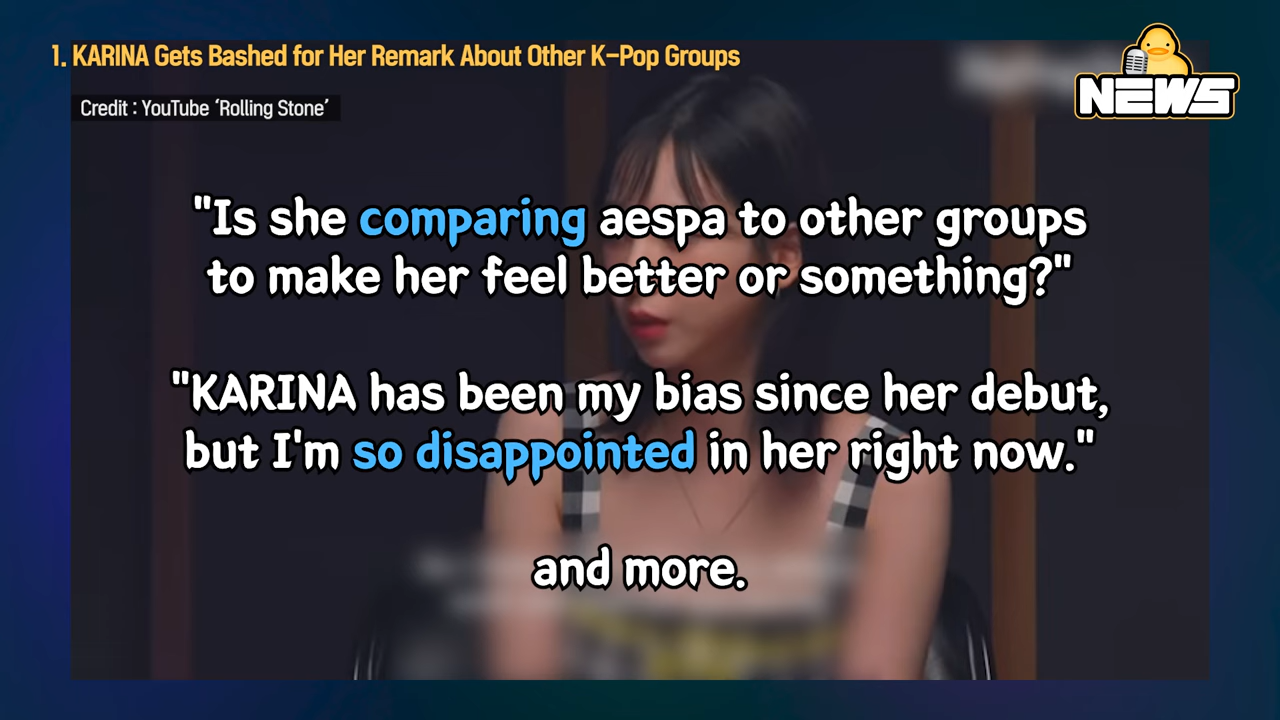 1. KARINA Gets Bashed for Her Remark About Other K-Pop Groups
NEWS
Credit : YouTube ‘Rolling Stone’
"Is she comparing aespa to other groups
to make her feel better or something?"
"KARINA has been my bias since her debut,
but I'm so disappointed in her right now."
and more.